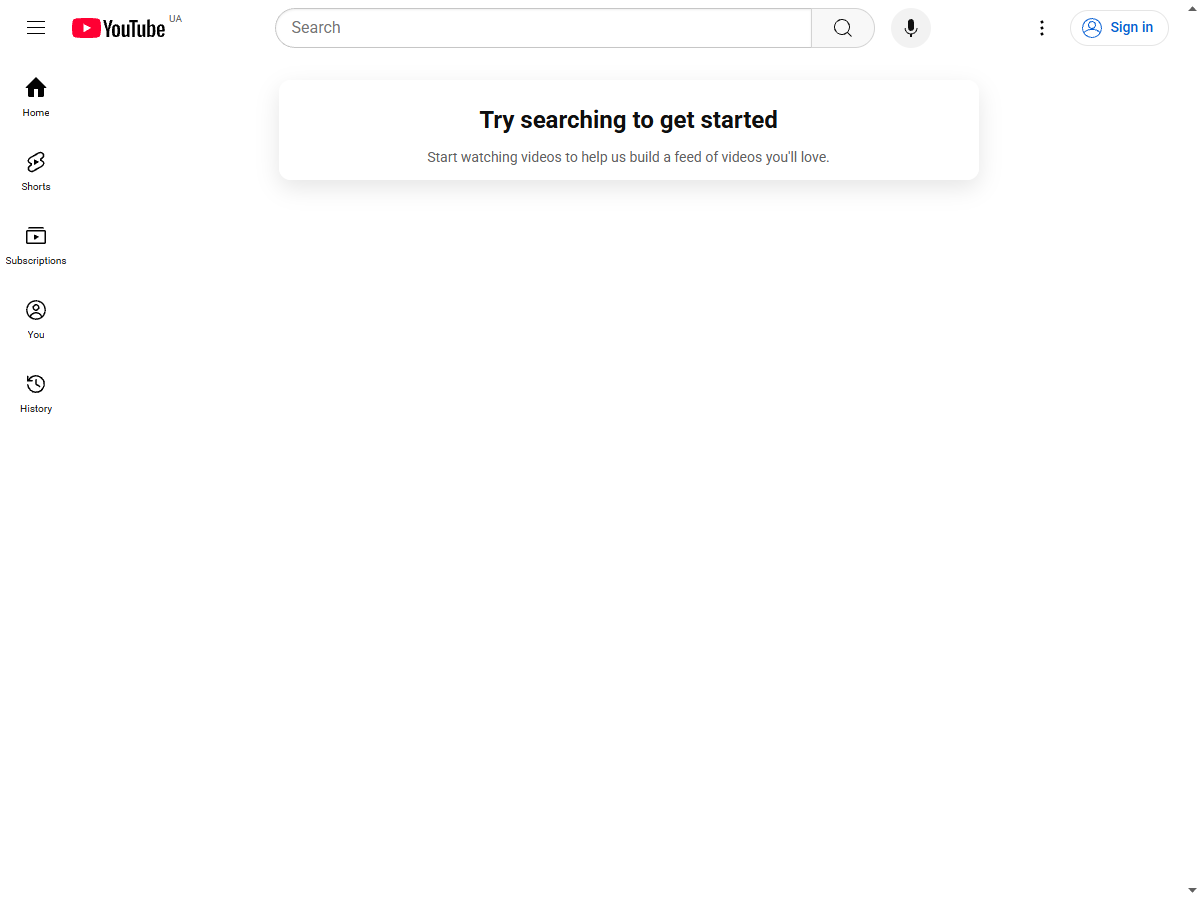 YouTube UA
Search
Sign in
Home
Shorts
Subscriptions
You
History
Try searching to get started
Start watching videos to help us build a feed of videos you'll love.